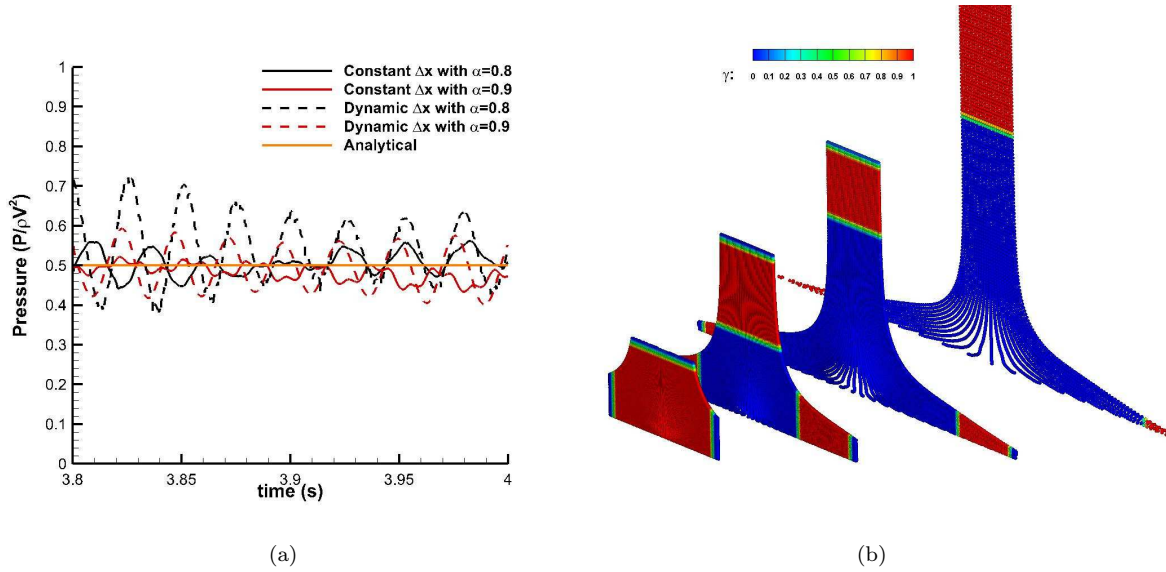 1
0.9
0.8
0.7
0.6
0.5
0.4
0.3
0.2
0.1
0
Pressure (P/ρV²)
Constant Δx with α=0.8
Constant Δx with α=0.9
Dynamic Δx with α=0.8
Dynamic Δx with α=0.9
Analytical
3.8 3.85 3.9 3.95 4
time (s)
(a)
γ: 0 0.1 0.2 0.3 0.4 0.5 0.6 0.7 0.8 0.9 1
(b)